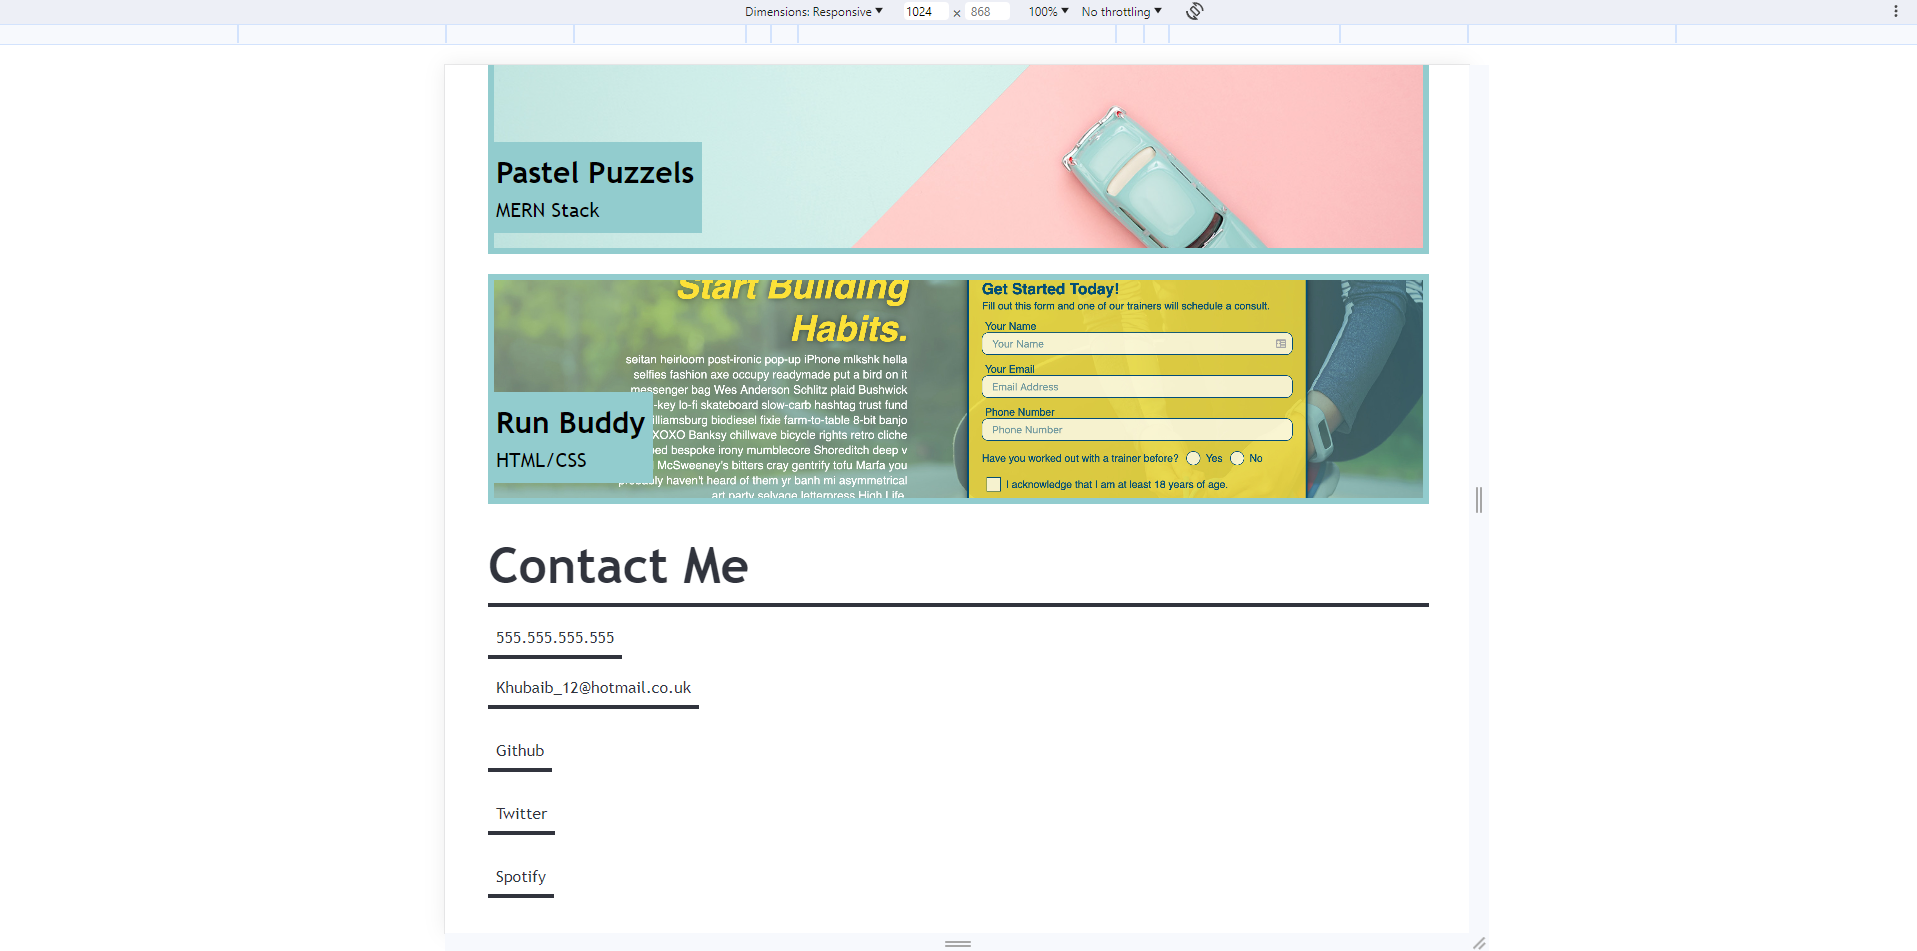 Dimensions: Responsive 1024 × 868 100% No throttling
Pastel Puzzels
MERN Stack
Start Building
Habits.
seitan heirloom post-ironic pop-up iPhone mlkshk hella
selfies fashion axe occupy readymade put a bird on it
messenger bag Wes Anderson Schlitz plaid Bushwick
-key lo-fi skateboard slow-carb hashtag trust fund
illiamsburg biodiesel fixie farm-to-table 8-bit banjo
XOXO Banksy chillwave bicycle rights retro cliche
bespoke irony mumblecore Shoreditch deep v
McSweeney's bitters cray gentrify tofu Marfa you
probably haven't heard of them yr banh mi asymmetrical
art party selvage letterpress High Life.
Run Buddy
HTML/CSS
Get Started Today!
Fill out this form and one of our trainers will schedule a consult.
Your Name
Your Name
Your Email
Email Address
Phone Number
Phone Number
Have you worked out with a trainer before? Yes No
I acknowledge that I am at least 18 years of age.
Contact Me
555.555.555.555
Khubaib_12@hotmail.co.uk
Github
Twitter
Spotify